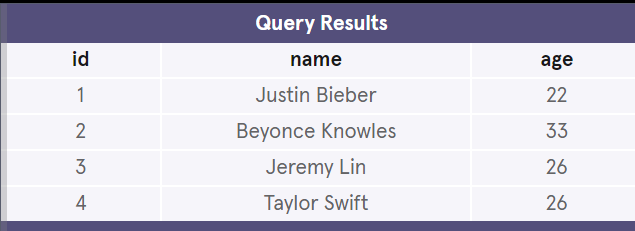 Query Results
id name age
1 Justin Bieber 22
2 Beyonce Knowles 33
3 Jeremy Lin 26
4 Taylor Swift 26